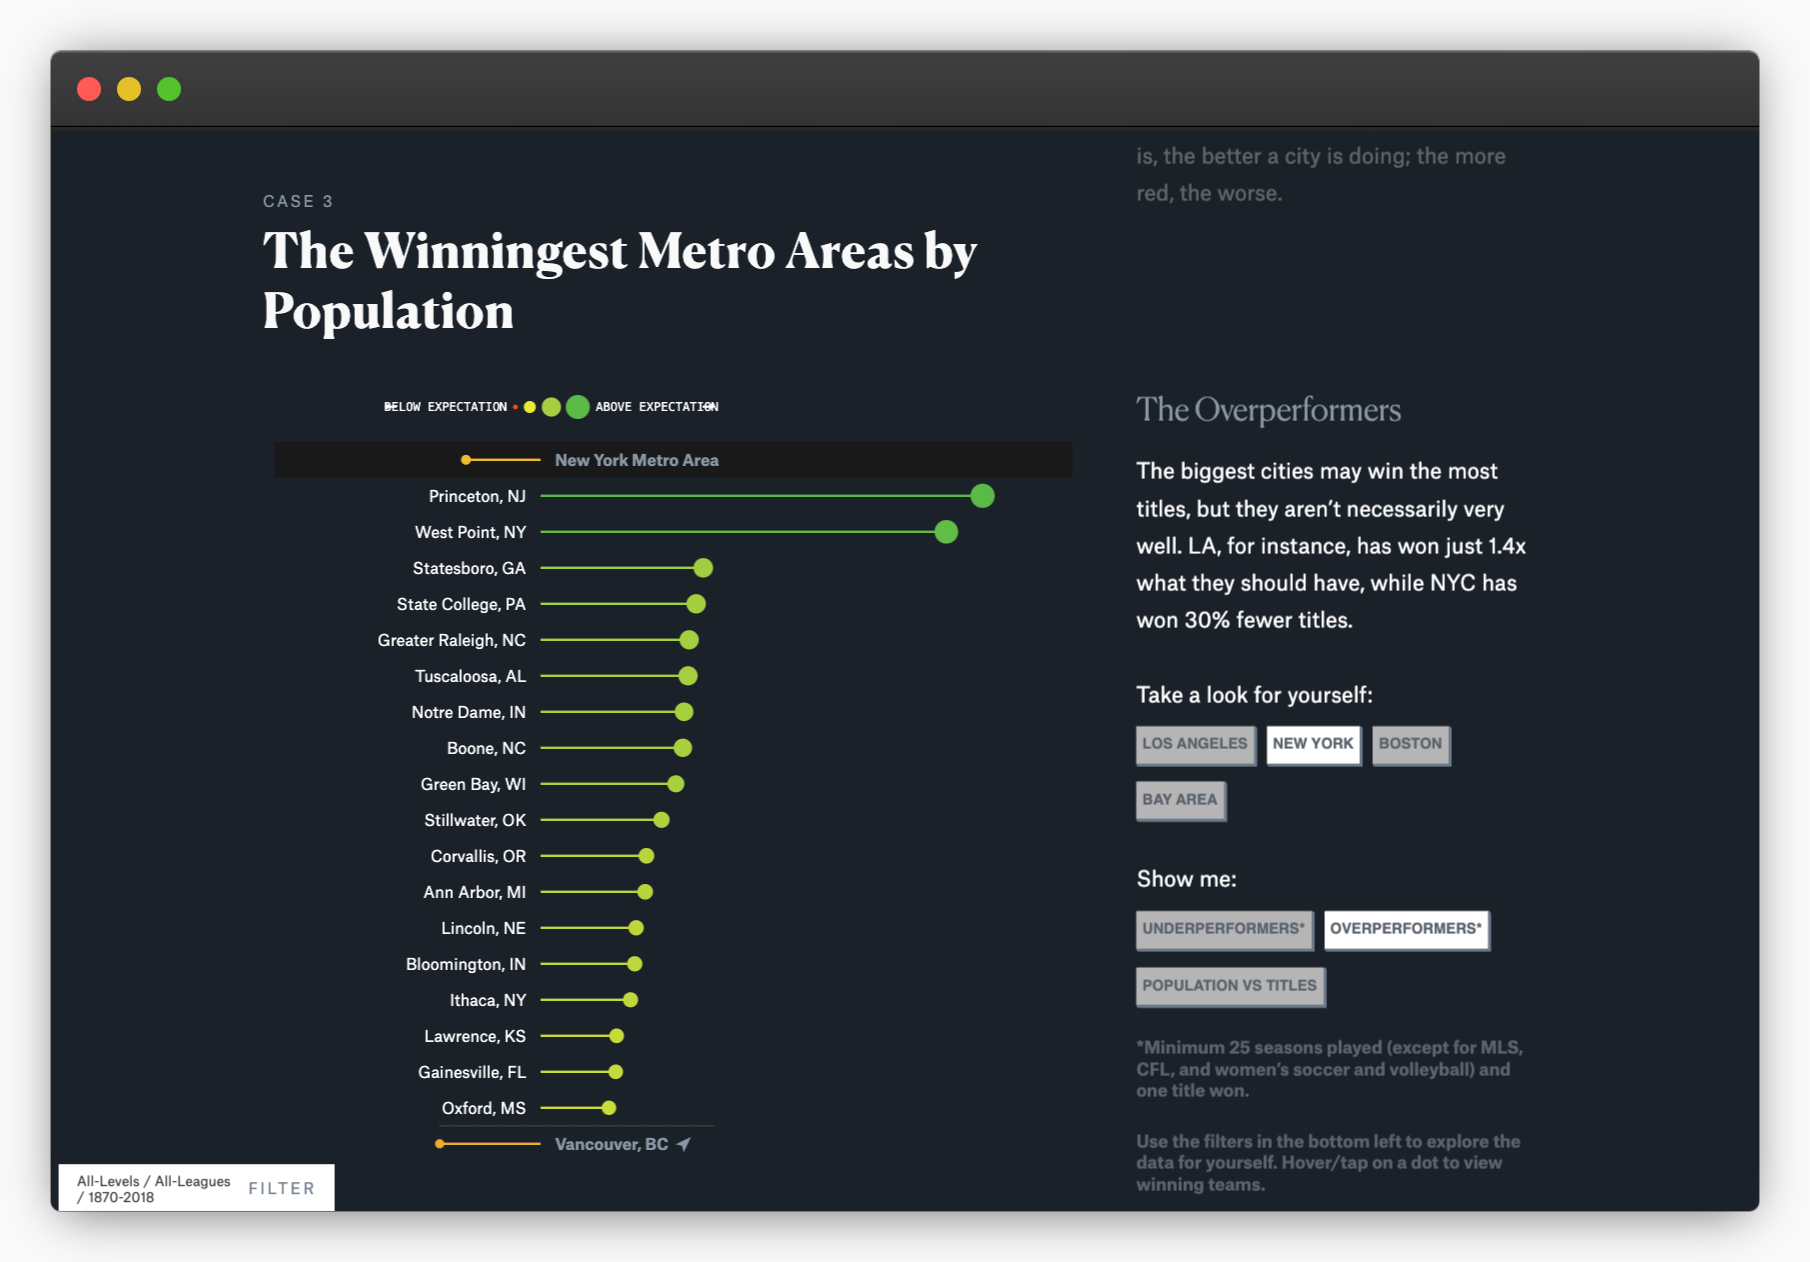 is, the better a city is doing; the more
red, the worse.
CASE 3
The Winningest Metro Areas by
Population
BELOW EXPECTATION
ABOVE EXPECTATION
New York Metro Area
Princeton, NJ
West Point, NY
Statesboro, GA
State College, PA
Greater Raleigh, NC
Tuscaloosa, AL
Notre Dame, IN
Boone, NC
Green Bay, WI
Stillwater, OK
Corvallis, OR
Ann Arbor, MI
Lincoln, NE
Bloomington, IN
Ithaca, NY
Lawrence, KS
Gainesville, FL
Oxford, MS
Vancouver, BC
All-Levels / All-Leagues
/ 1870-2018
FILTER
The Overperformers
The biggest cities may win the most
titles, but they aren’t necessarily very
well. LA, for instance, has won just 1.4x
what they should have, while NYC has
won 30% fewer titles.
Take a look for yourself:
LOS ANGELES NEW YORK BOSTON
BAY AREA
Show me:
UNDERPERFORMERS* OVERPERFORMERS*
POPULATION VS TITLES
*Minimum 25 seasons played (except for MLS,
CFL, and women’s soccer and volleyball) and
one title won.
Use the filters in the bottom left to explore the
data for yourself. Hover/tap on a dot to view
winning teams.